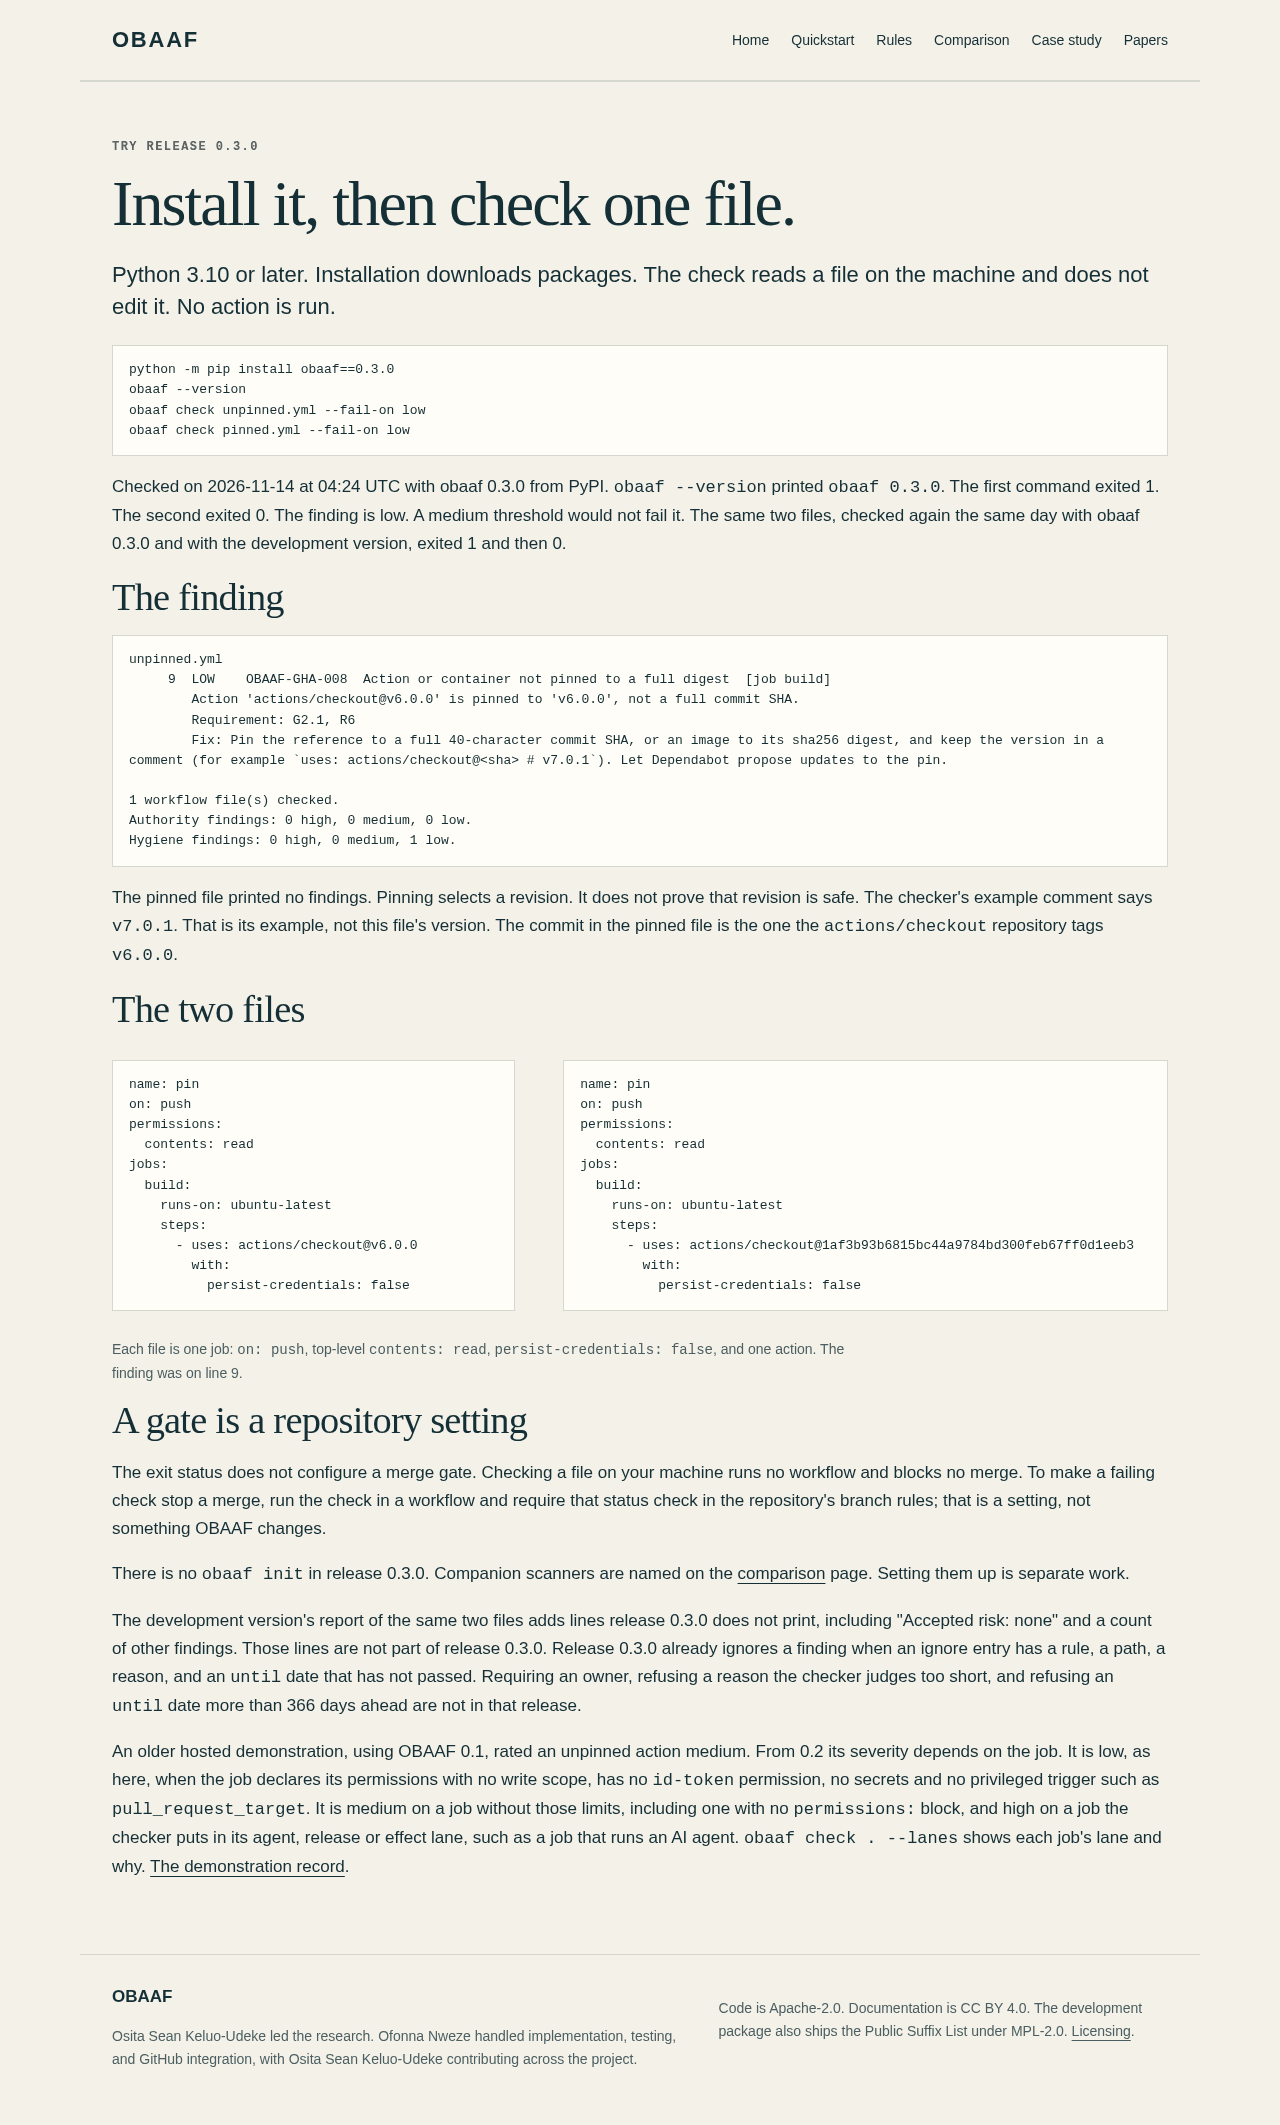 OBAAF
Home Quickstart Rules Comparison Case study Papers
TRY RELEASE 0.3.0
Install it, then check one file.
Python 3.10 or later. Installation downloads packages. The check reads a file on the machine and does not
edit it. No action is run.
python -m pip install obaaf==0.3.0
obaaf --version
obaaf check unpinned.yml --fail-on low
obaaf check pinned.yml --fail-on low
Checked on 2026-11-14 at 04:24 UTC with obaaf 0.3.0 from PyPI. obaaf --version printed obaaf 0.3.0. The first command exited 1.
The second exited 0. The finding is low. A medium threshold would not fail it. The same two files, checked again the same day with obaaf
0.3.0 and with the development version, exited 1 and then 0.
The finding
unpinned.yml
     9  LOW    OBAAF-GHA-008  Action or container not pinned to a full digest  [job build]
        Action 'actions/checkout@v6.0.0' is pinned to 'v6.0.0', not a full commit SHA.
        Requirement: G2.1, R6
        Fix: Pin the reference to a full 40-character commit SHA, or an image to its sha256 digest, and keep the version in a
comment (for example `uses: actions/checkout@<sha> # v7.0.1`). Let Dependabot propose updates to the pin.
1 workflow file(s) checked.
Authority findings: 0 high, 0 medium, 0 low.
Hygiene findings: 0 high, 0 medium, 1 low.
The pinned file printed no findings. Pinning selects a revision. It does not prove that revision is safe. The checker's example comment says
v7.0.1. That is its example, not this file's version. The commit in the pinned file is the one the actions/checkout repository tags
v6.0.0.
The two files
name: pin
on: push
permissions:
  contents: read
jobs:
  build:
    runs-on: ubuntu-latest
    steps:
      - uses: actions/checkout@v6.0.0
        with:
          persist-credentials: false
name: pin
on: push
permissions:
  contents: read
jobs:
  build:
    runs-on: ubuntu-latest
    steps:
      - uses: actions/checkout@1af3b93b6815bc44a9784bd300feb67ff0d1eeb3
        with:
          persist-credentials: false
Each file is one job: on: push, top-level contents: read, persist-credentials: false, and one action. The
finding was on line 9.
A gate is a repository setting
The exit status does not configure a merge gate. Checking a file on your machine runs no workflow and blocks no merge. To make a failing
check stop a merge, run the check in a workflow and require that status check in the repository's branch rules; that is a setting, not
something OBAAF changes.
There is no obaaf init in release 0.3.0. Companion scanners are named on the comparison page. Setting them up is separate work.
The development version's report of the same two files adds lines release 0.3.0 does not print, including "Accepted risk: none" and a count
of other findings. Those lines are not part of release 0.3.0. Release 0.3.0 already ignores a finding when an ignore entry has a rule, a path, a
reason, and an until date that has not passed. Requiring an owner, refusing a reason the checker judges too short, and refusing an
until date more than 366 days ahead are not in that release.
An older hosted demonstration, using OBAAF 0.1, rated an unpinned action medium. From 0.2 its severity depends on the job. It is low, as
here, when the job declares its permissions with no write scope, has no id-token permission, no secrets and no privileged trigger such as
pull_request_target. It is medium on a job without those limits, including one with no permissions: block, and high on a job the
checker puts in its agent, release or effect lane, such as a job that runs an AI agent. obaaf check . --lanes shows each job's lane and
why. The demonstration record.
OBAAF
Osita Sean Keluo-Udeke led the research. Ofonna Nweze handled implementation, testing,
and GitHub integration, with Osita Sean Keluo-Udeke contributing across the project.
Code is Apache-2.0. Documentation is CC BY 4.0. The development
package also ships the Public Suffix List under MPL-2.0. Licensing.